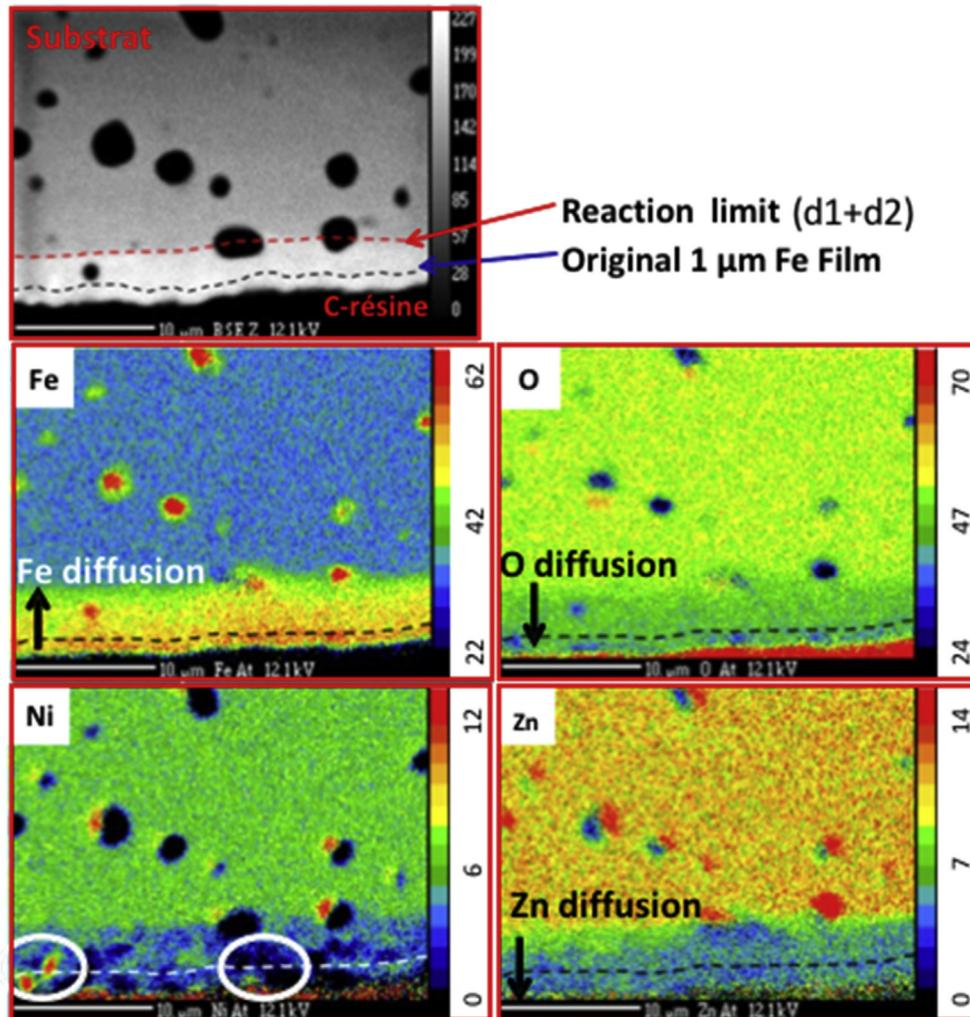 Substrat
227
199
170
142
114
85
57
28
0
Reaction limit (d1+d2)
Original 1 µm Fe Film
C-résine
10 µm BSE Z 12.1kV
Fe
62
42
22
Fe diffusion
10 µm Fe At 12.1kV
O
70
47
24
O diffusion
10 µm O At 12.1kV
Ni
12
6
0
10 µm Ni At 12.1kV
Zn
14
7
0
Zn diffusion
10 µm Zn At 12.1kV